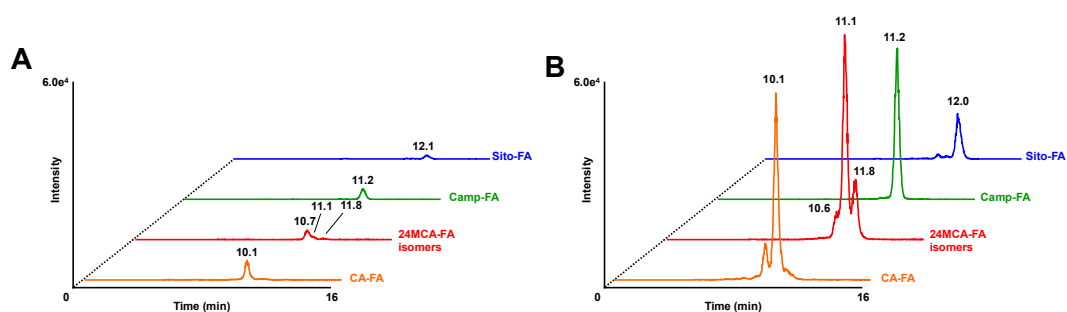 A
6.0e4
Intensity
12.1
Sito-FA
11.2
Camp-FA
10.7
11.1
11.8
24MCA-FA
isomers
10.1
CA-FA
0
Time (min)
16
B
6.0e4
Intensity
10.1
11.1
11.2
12.0
Sito-FA
11.8
Camp-FA
10.6
24MCA-FA
isomers
CA-FA
0
Time (min)
16